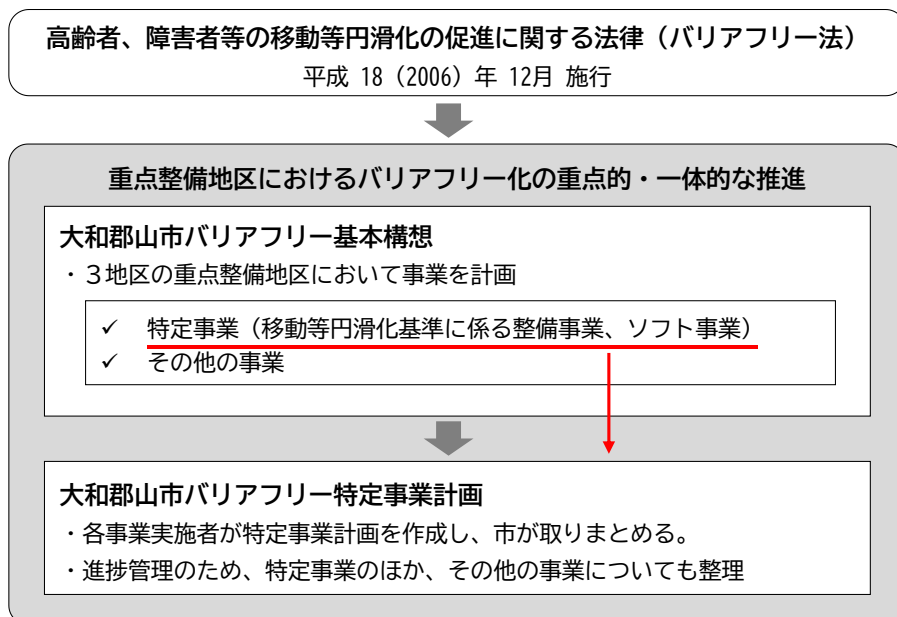 高齢者、障害者等の移動等円滑化の促進に関する法律（バリアフリー法）
平成 18（2006）年 12月 施行
重点整備地区におけるバリアフリー化の重点的・一体的な推進
大和郡山市バリアフリー基本構想
・３地区の重点整備地区において事業を計画
✓ 特定事業（移動等円滑化基準に係る整備事業、ソフト事業）
✓ その他の事業
大和郡山市バリアフリー特定事業計画
・各事業実施者が特定事業計画を作成し、市が取りまとめる。
・進捗管理のため、特定事業のほか、その他の事業についても整理